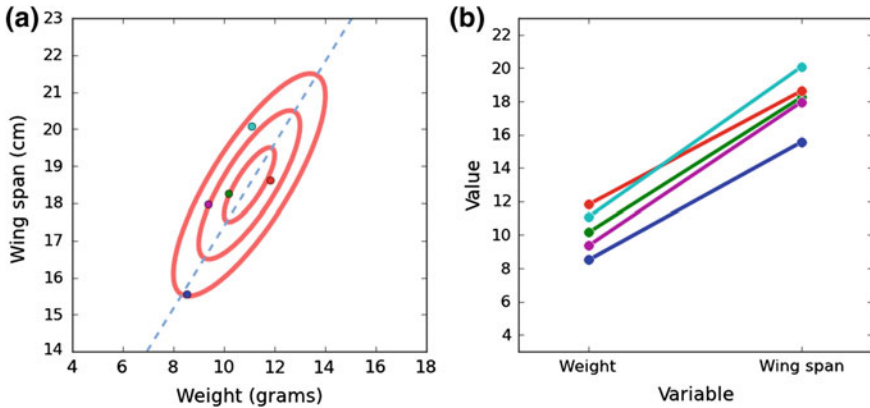 (a)
Wing span (cm)
23
22
21
20
19
18
17
16
15
14
4 6 8 10 12 14 16 18
Weight (grams)
(b)
Value
22
20
18
16
14
12
10
8
6
4
Weight Wing span
Variable